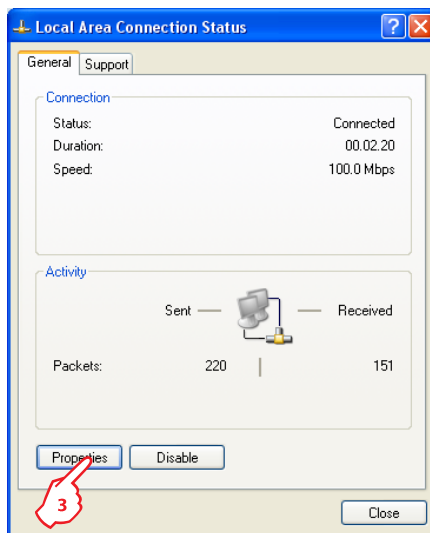 Local Area Connection Status
General Support
Connection
Status: Connected
Duration: 00.02.20
Speed: 100.0 Mbps
Activity
Sent Received
Packets: 220 151
Properties Disable
3
Close